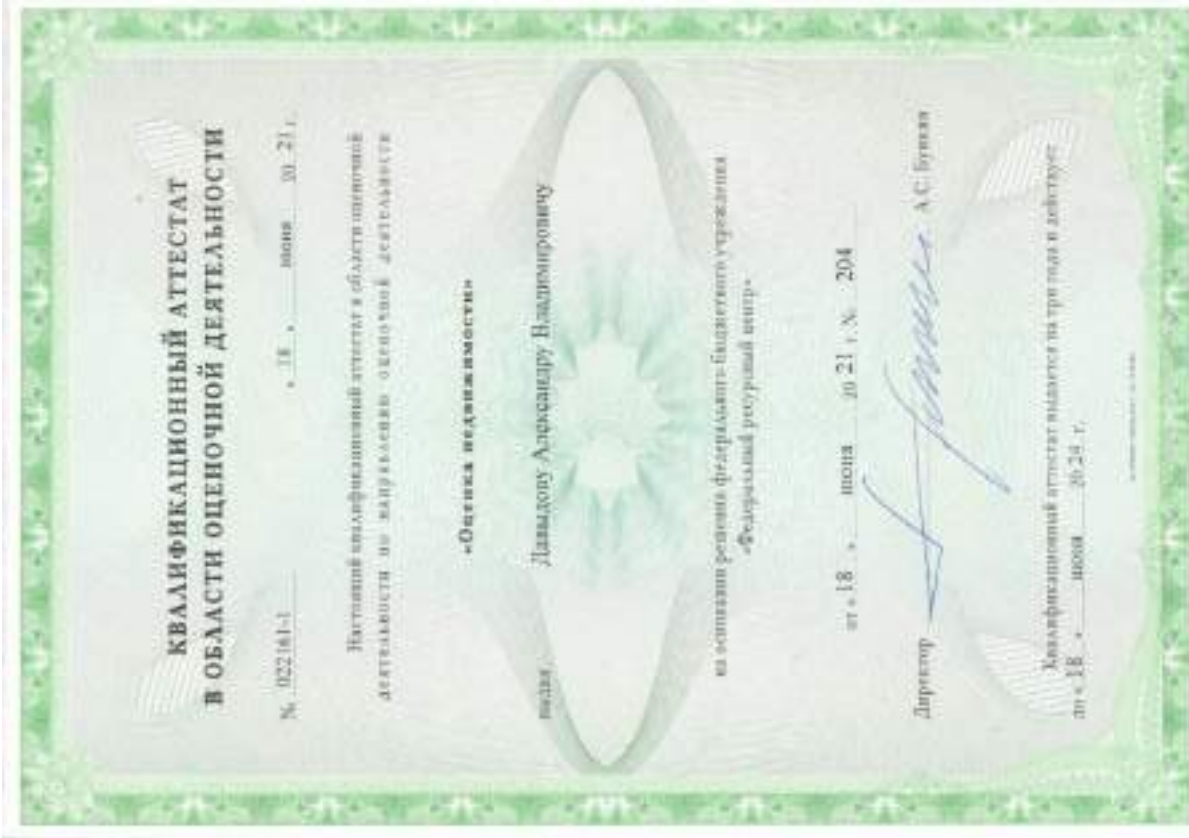 КВАЛИФИКАЦИОННЫЙ АТТЕСТАТ
В ОБЛАСТИ ОЦЕНОЧНОЙ ДЕЯТЕЛЬНОСТИ
№ 022161-1 « 18 » июня 20 21 г.
Настоящий квалификационный аттестат в области оценочной
деятельности по направлению оценочной деятельности
«Оценка недвижимости»
выдан Давыдову Александру Владимировичу
на основании решения федерального бюджетного учреждения
«Федеральный ресурсный центр»
от « 18 » июня 20 21 г. № 204
Директор А.С. Бункин
Квалификационный аттестат выдается на три года и действует
до « 18 » июня 20 24 г.